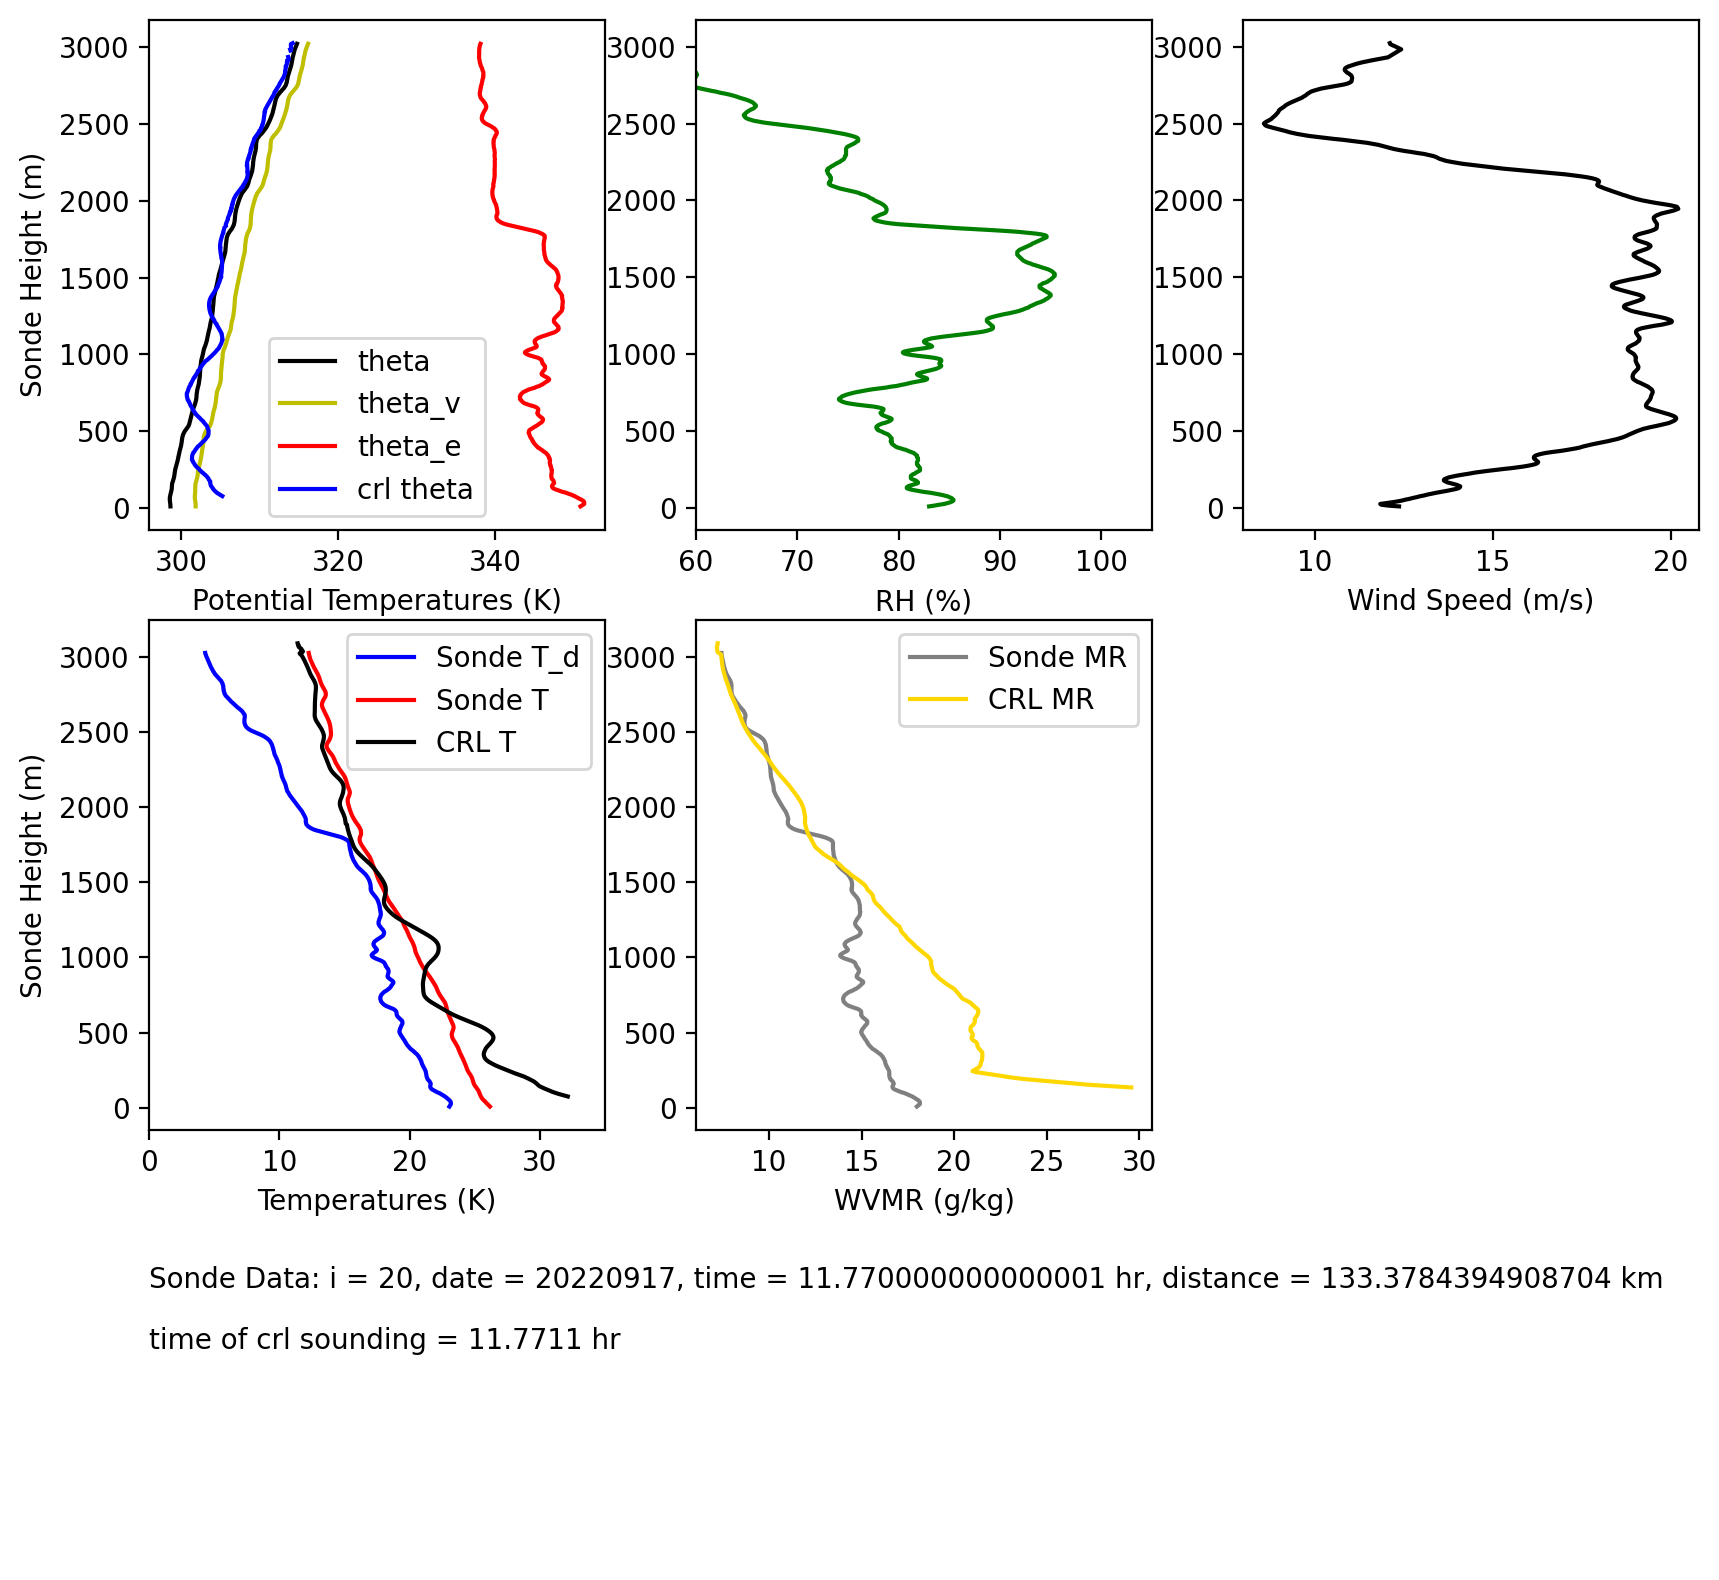 3000
2500
2000
1500
1000
500
0
Sonde Height (m)
300 320 340
Potential Temperatures (K)
theta
theta_v
theta_e
crl theta
3000
2500
2000
1500
1000
500
0
60 70 80 90 100
RH (%)
3000
2500
2000
1500
1000
500
0
10 15 20
Wind Speed (m/s)
3000
2500
2000
1500
1000
500
0
Sonde Height (m)
0 10 20 30
Temperatures (K)
Sonde T_d
Sonde T
CRL T
3000
2500
2000
1500
1000
500
0
10 15 20 25 30
WVMR (g/kg)
Sonde MR
CRL MR
Sonde Data: i = 20, date = 20220917, time = 11.770000000000001 hr, distance = 133.3784394908704 km
time of crl sounding = 11.7711 hr